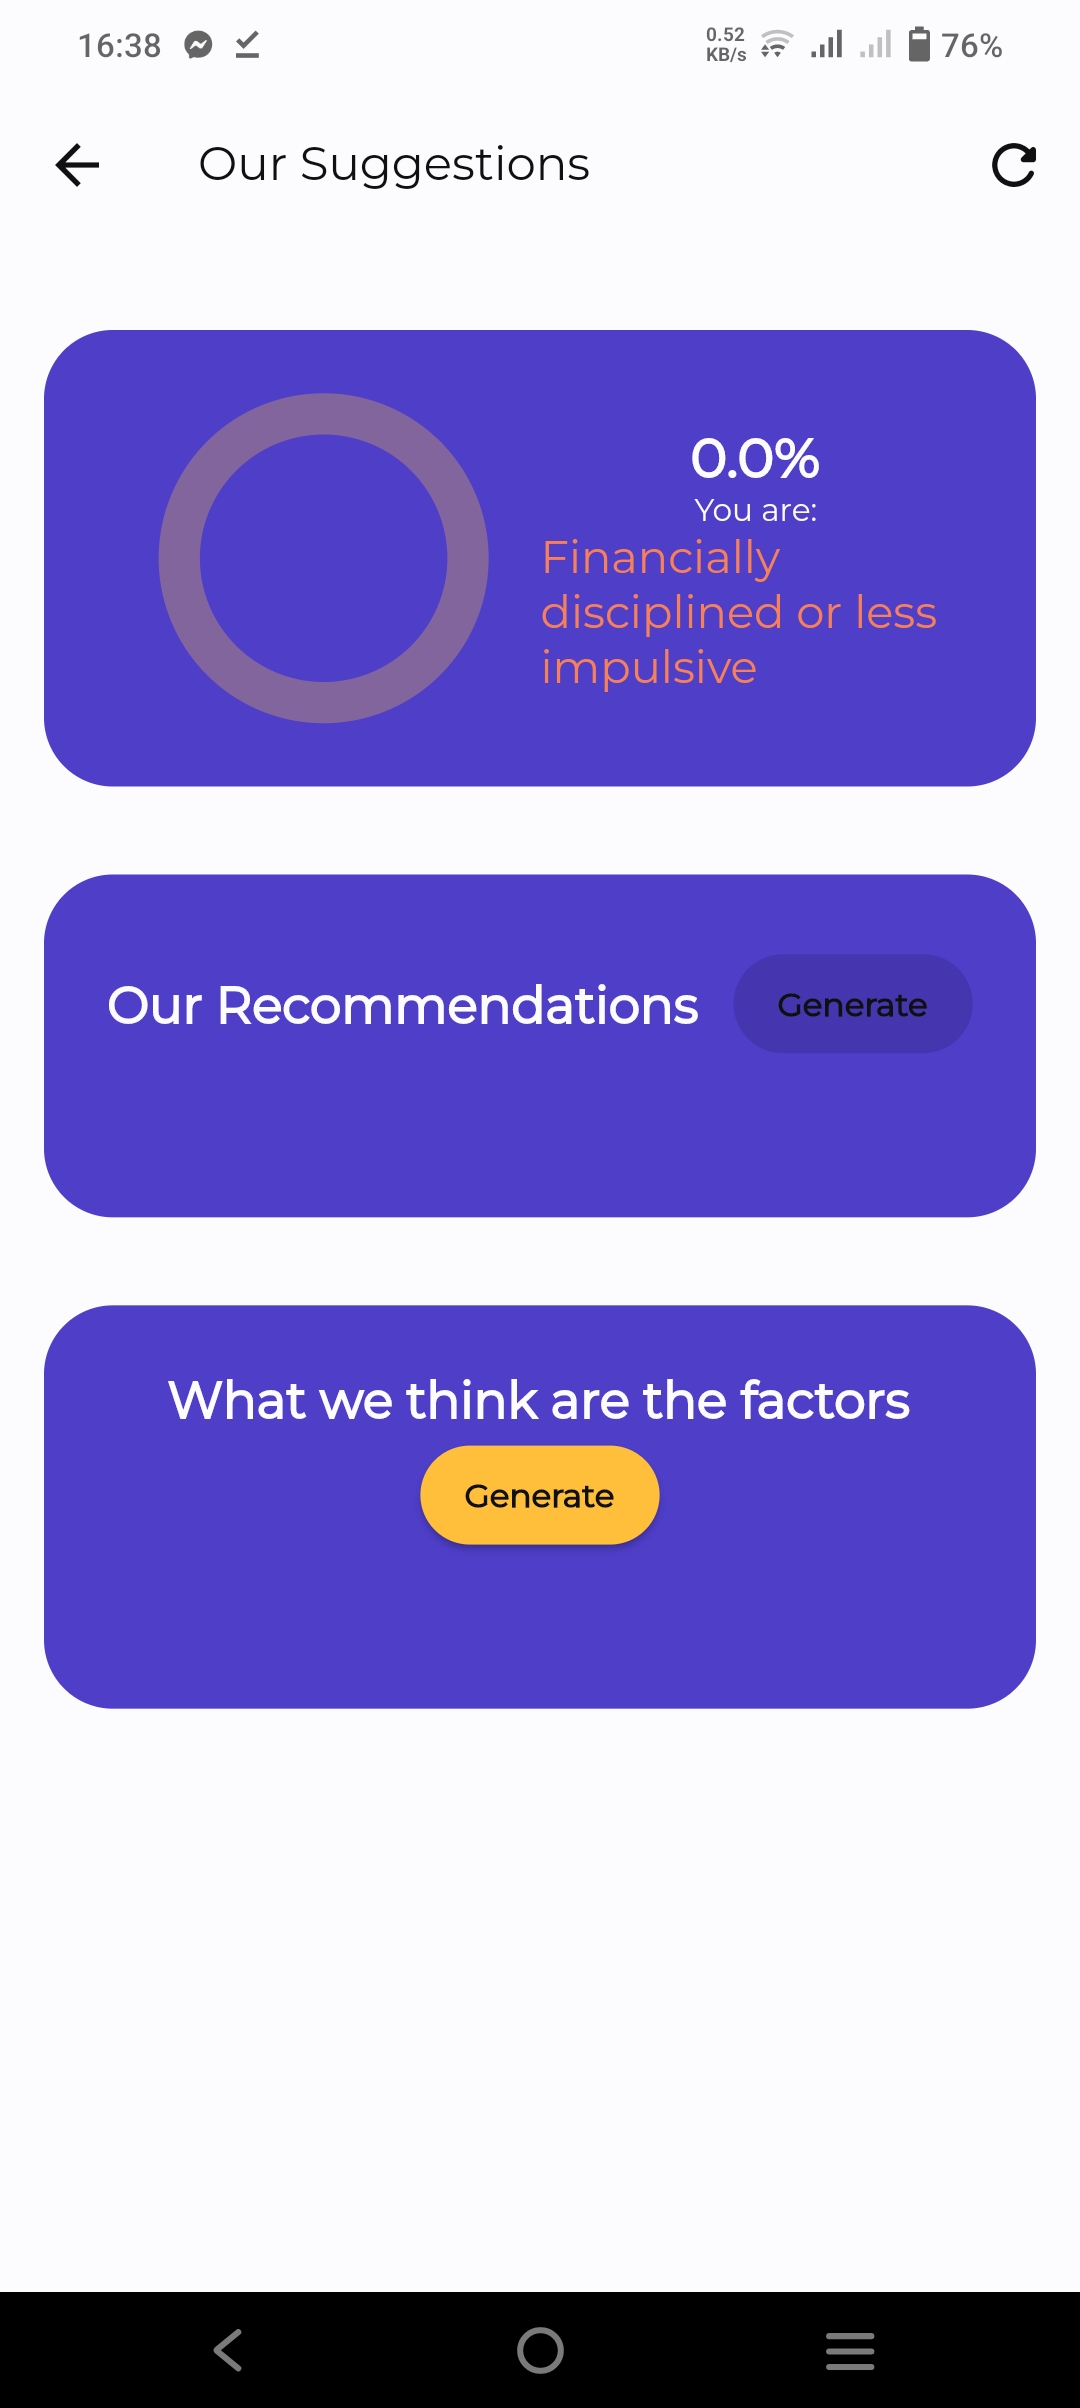 16:38
0.52
KB/s
76%
Our Suggestions
0.0%
You are:
Financially
disciplined or less
impulsive
Our Recommendations
Generate
What we think are the factors
Generate